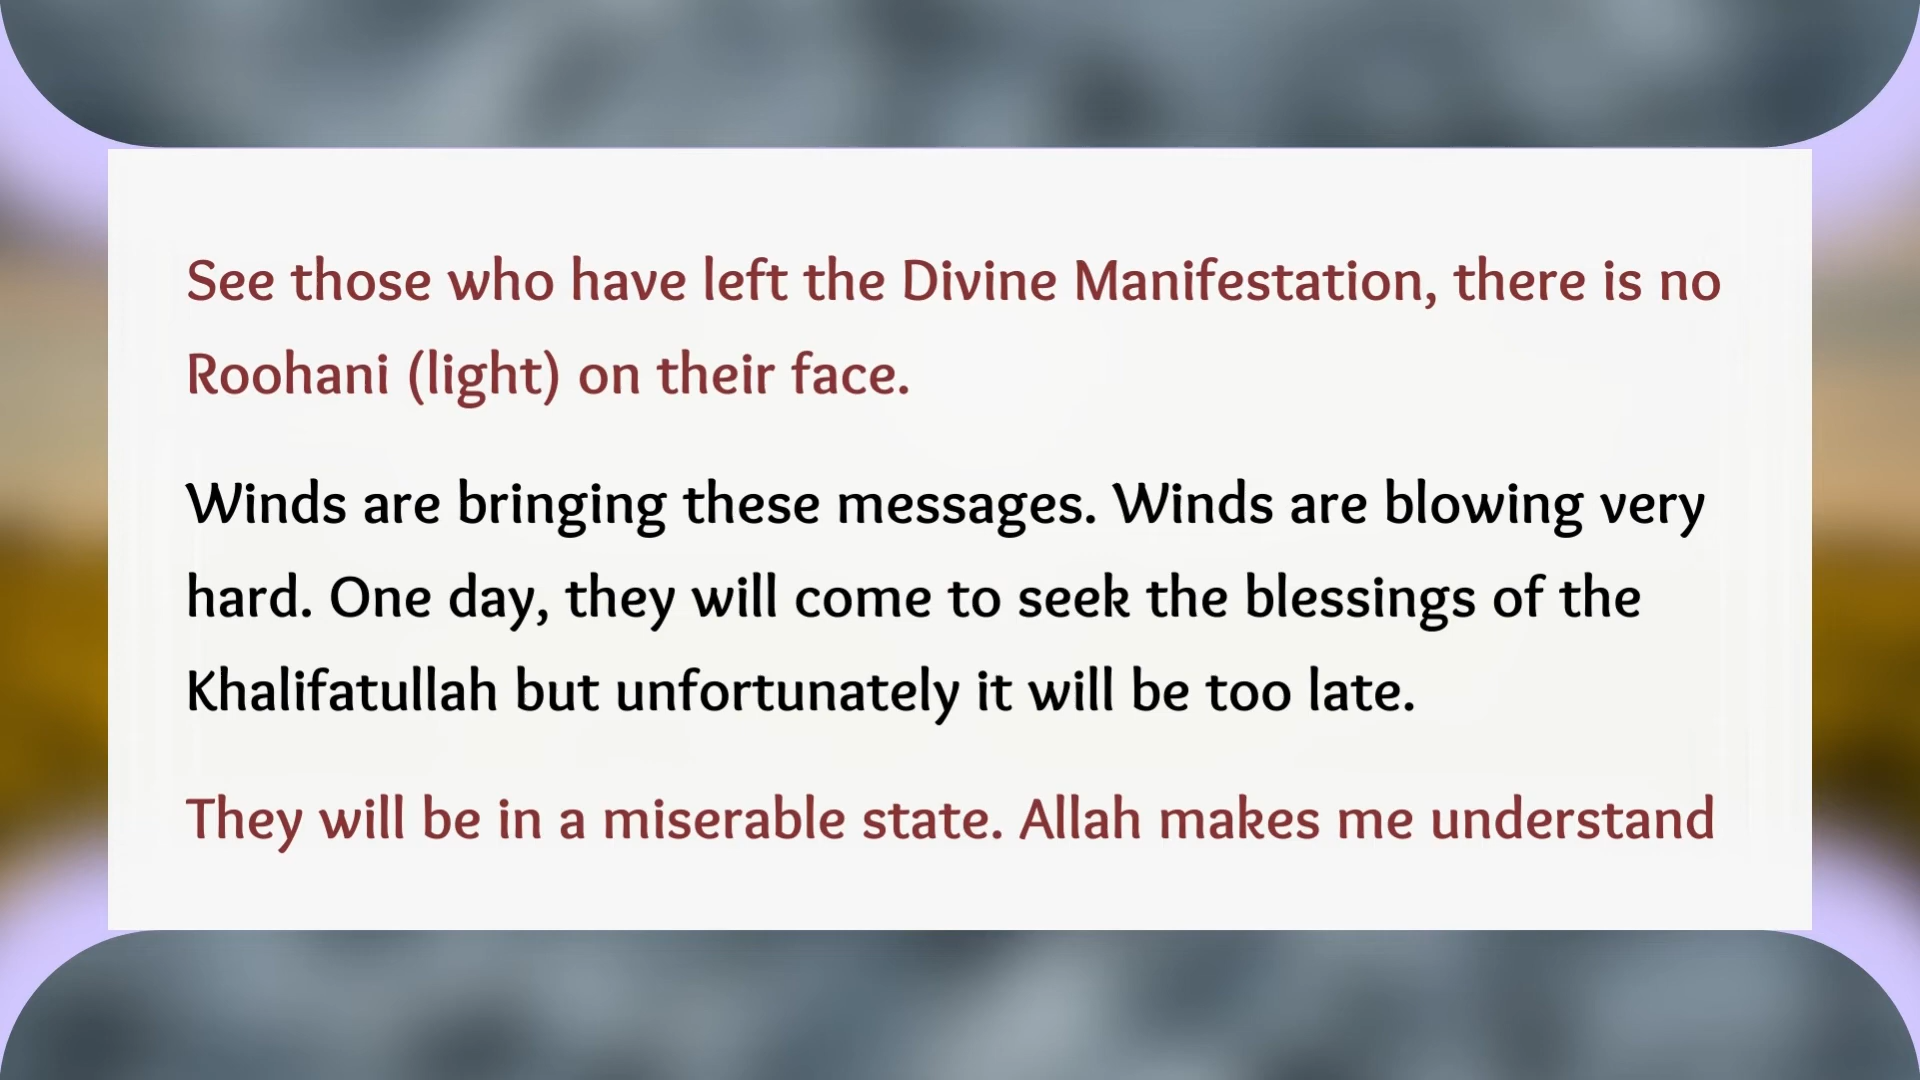 See those who have left the Divine Manifestation, there is no
Roohani (light) on their face.
Winds are bringing these messages. Winds are blowing very
hard. One day, they will come to seek the blessings of the
Khalifatullah but unfortunately it will be too late.
They will be in a miserable state. Allah makes me understand